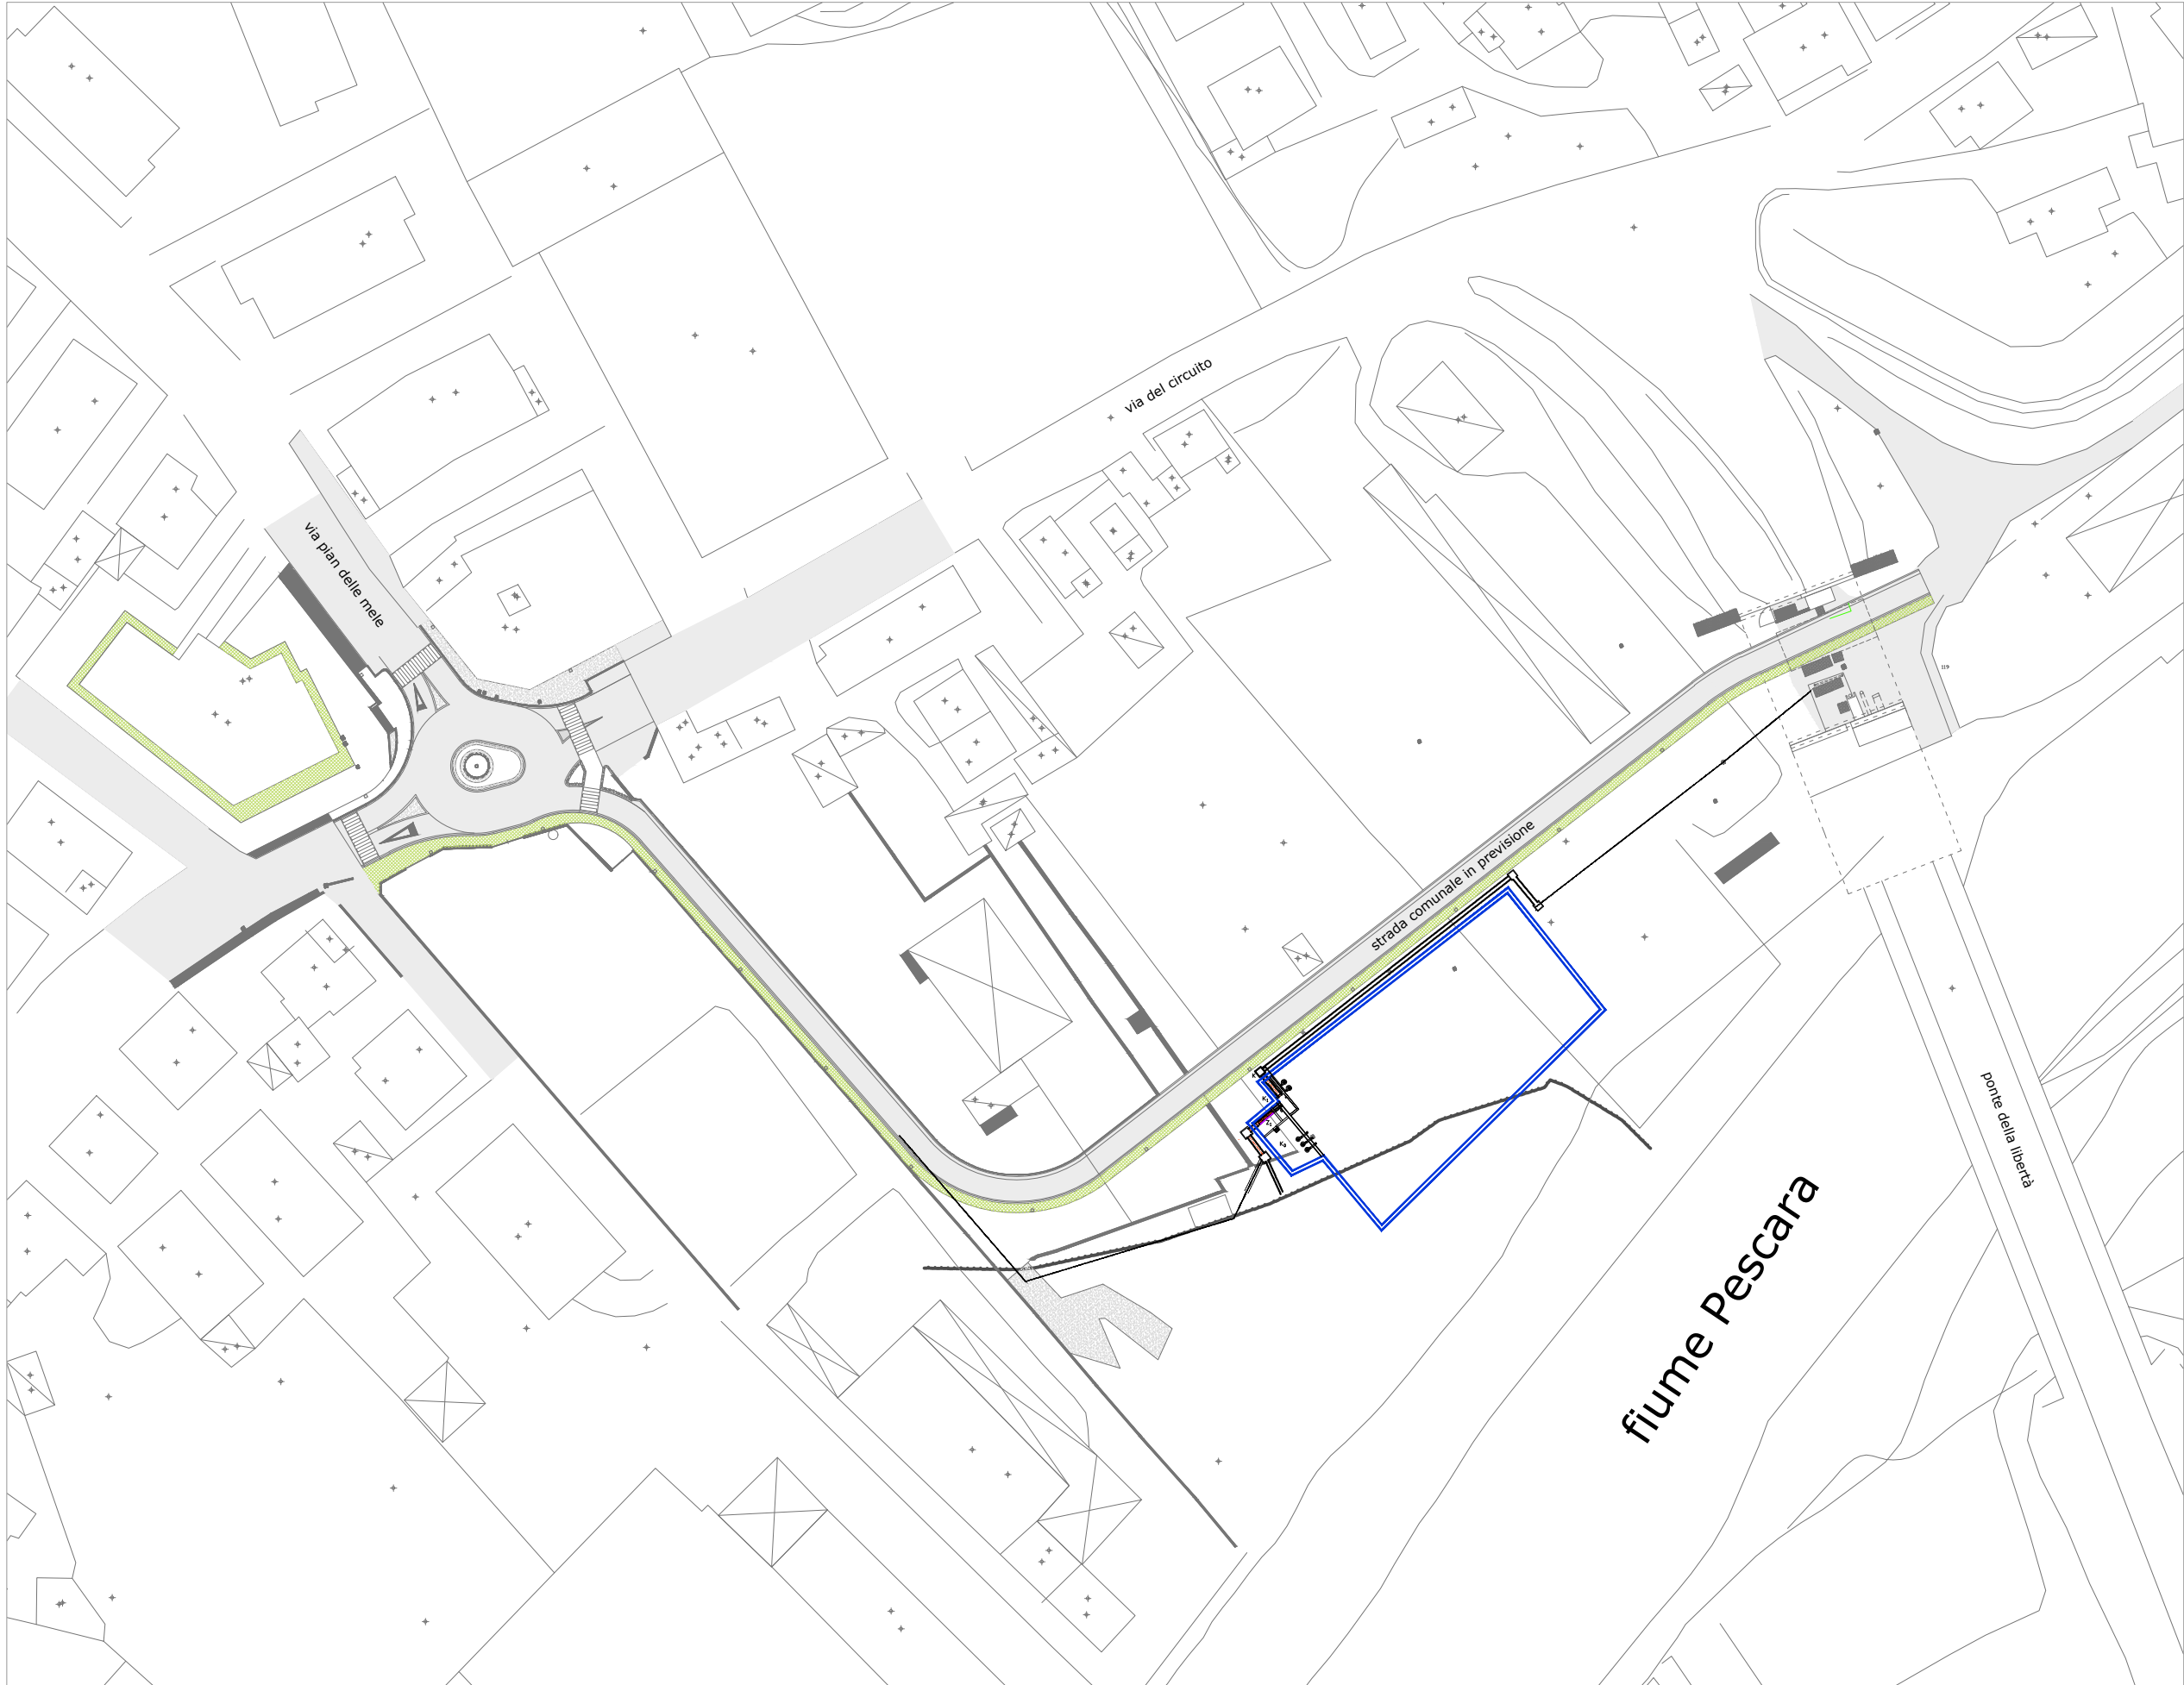 via del circuito
via pian delle mele
strada comunale in previsione
ponte della libertà
fiume Pescara